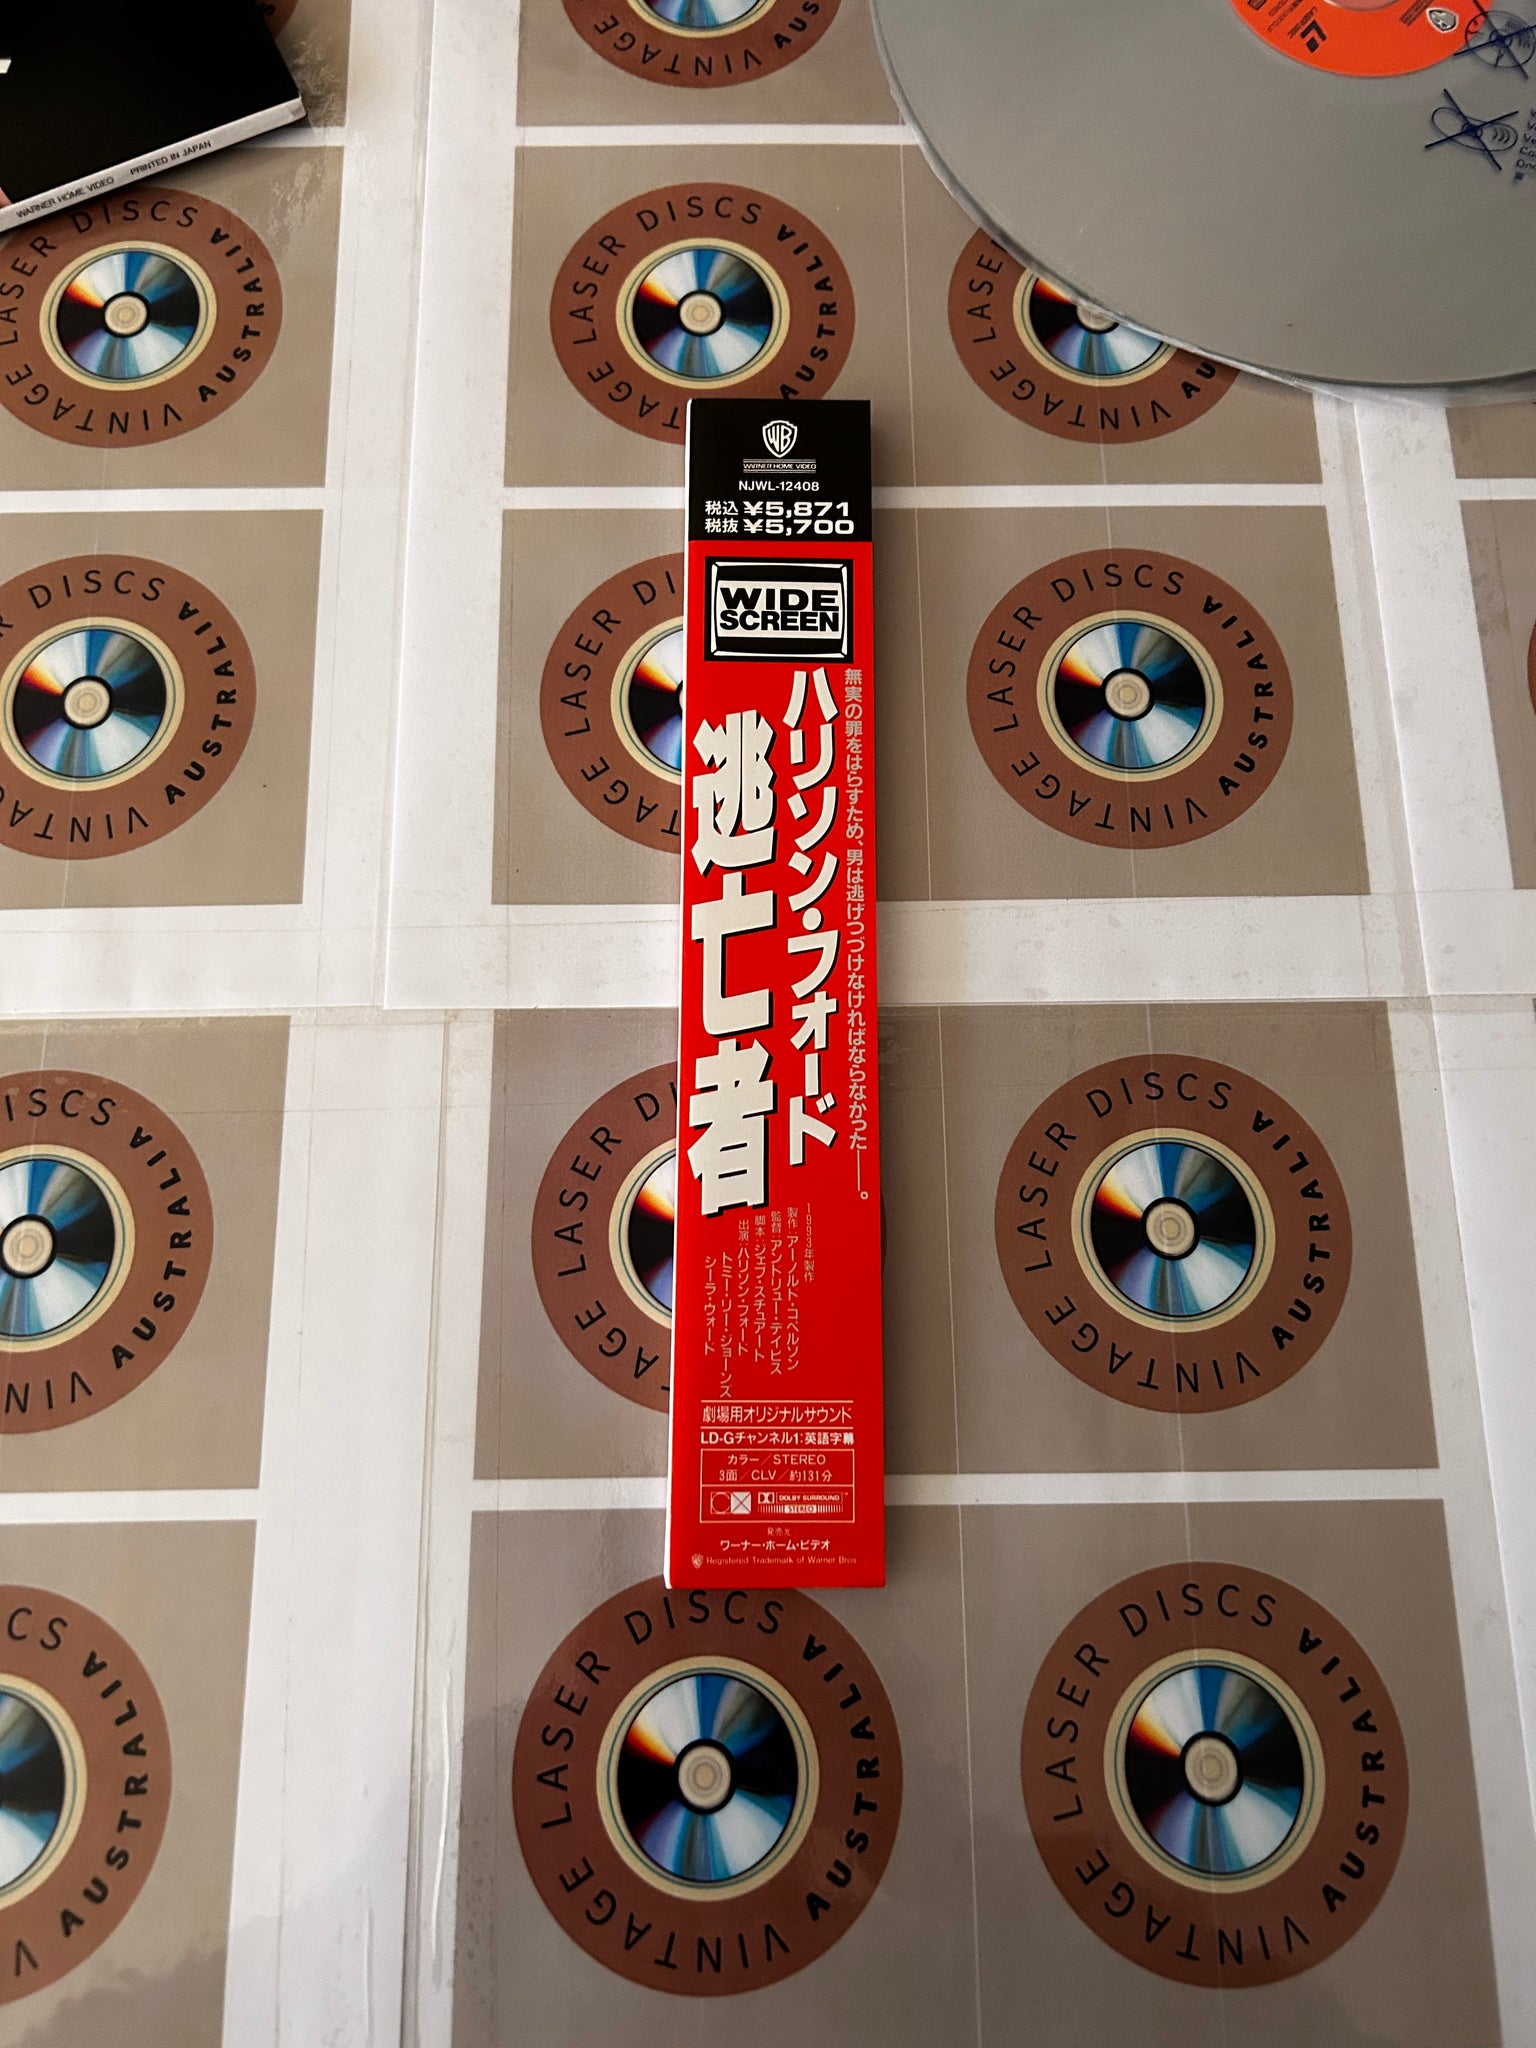 WARNER HOME VIDEO PRINTED IN JAPAN
VINTAGE LASER DISCS AUSTRALIA
WB
WARNER HOME VIDEO
NJWL-12408
税込 ¥5,871
税抜 ¥5,700
WIDE
SCREEN
無実の罪をはらすため、男は逃げつづけなければならなかった——。
ハリソン・フォード
逃亡者
1993年製作
製作:アーノルド・コペルソン
監督:アンドリュー・デイビス
脚本:ジェブ・スチュアート
出演:ハリソン・フォード
トミー・リー・ジョーンズ
シーラ・ウォード
劇場用オリジナルサウンド
LD-Gチャンネル1:英語字幕
カラー/STEREO
3面/CLV/約131分
DOLBY SURROUND
STEREO
発売元
ワーナー・ホーム・ビデオ
Registered Trademark of Warner Bros.